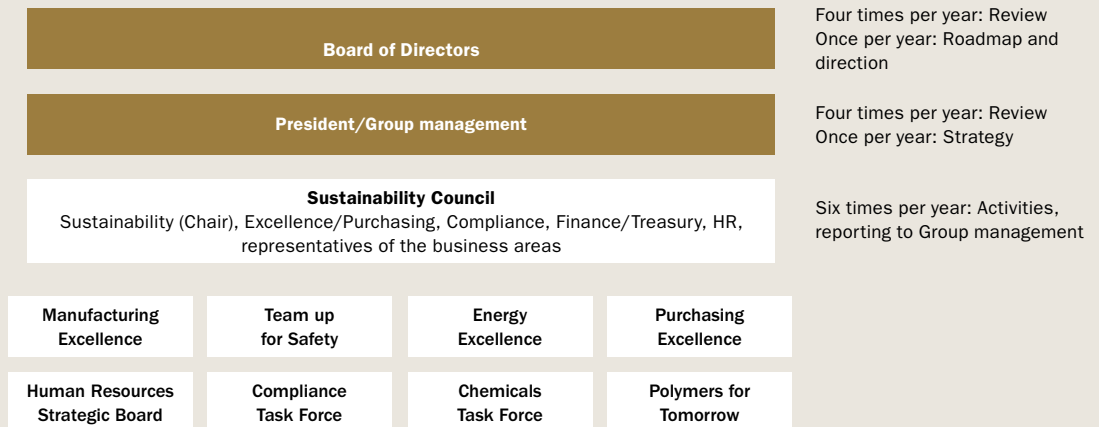 Board of Directors
Four times per year: Review
Once per year: Roadmap and
direction
President/Group management
Four times per year: Review
Once per year: Strategy
Sustainability Council
Sustainability (Chair), Excellence/Purchasing, Compliance, Finance/Treasury, HR,
representatives of the business areas
Six times per year: Activities,
reporting to Group management
Manufacturing
Excellence
Team up
for Safety
Energy
Excellence
Purchasing
Excellence
Human Resources
Strategic Board
Compliance
Task Force
Chemicals
Task Force
Polymers for
Tomorrow